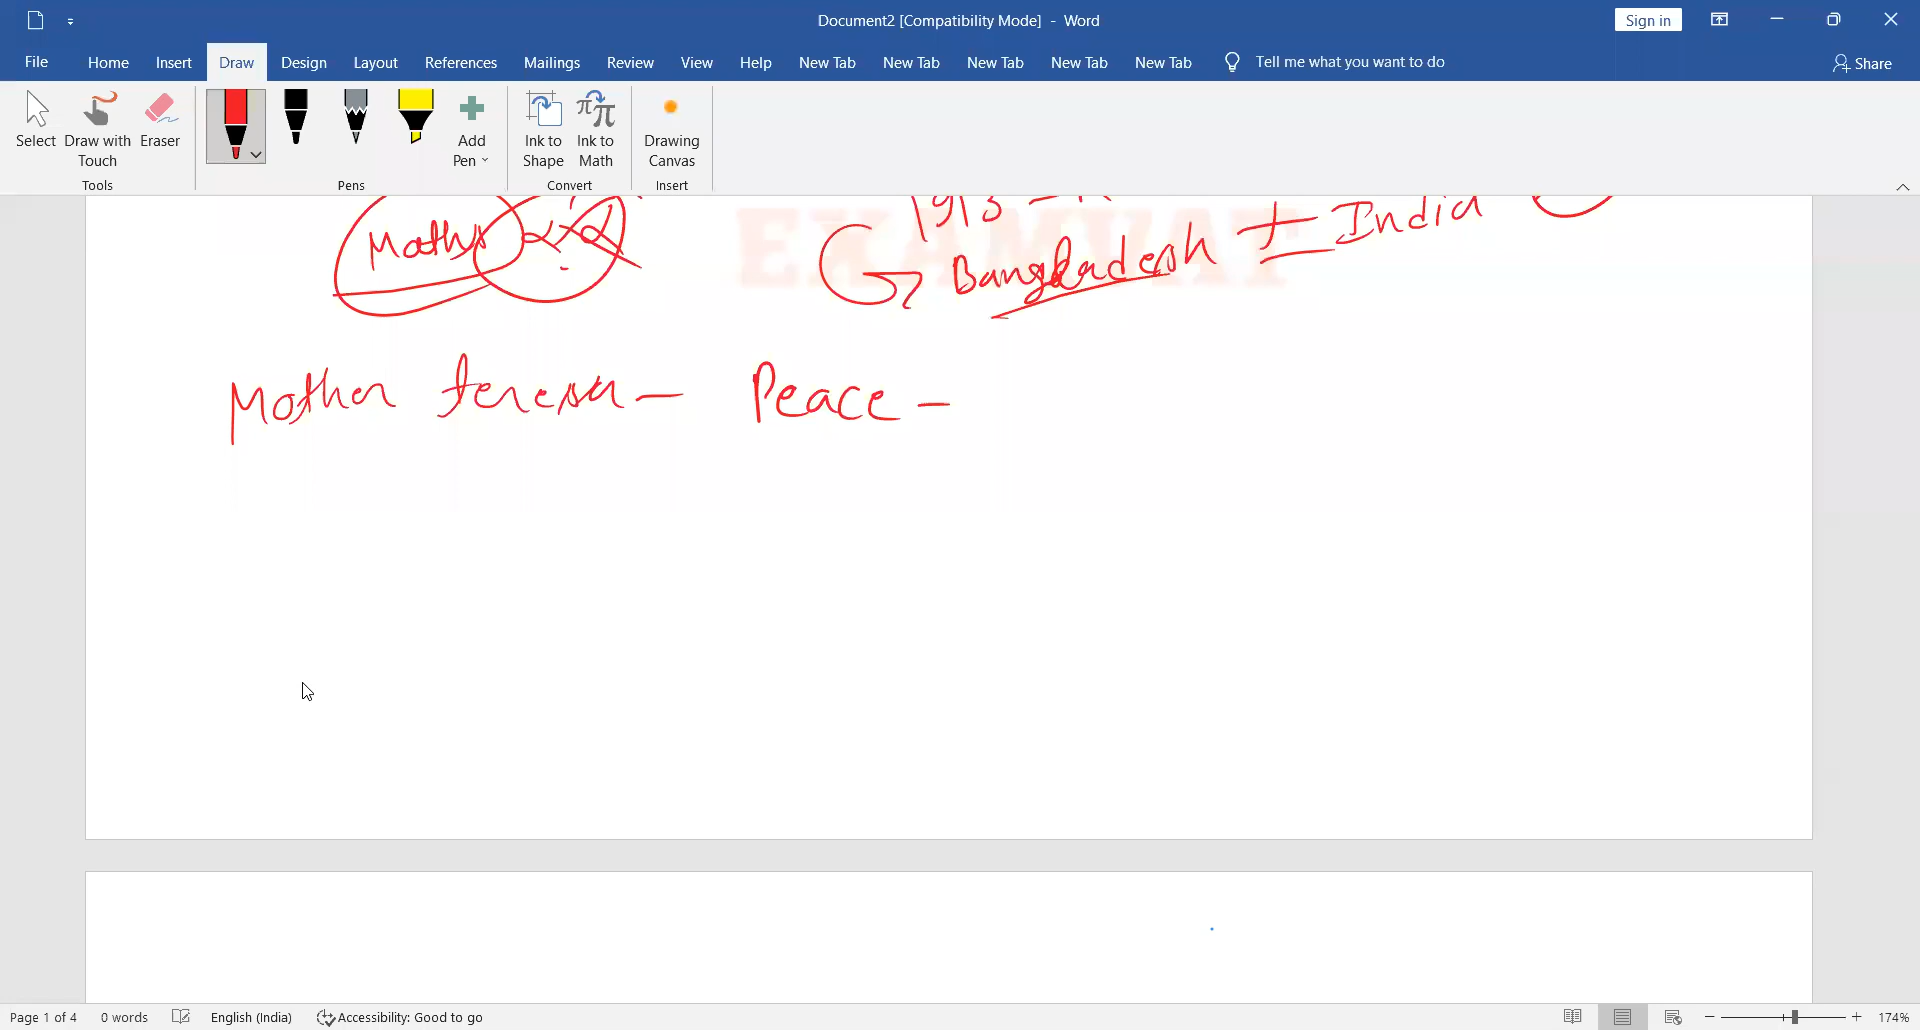 Document2 [Compatibility Mode] - Word
Sign in
File Home Insert Draw Design Layout References Mailings Review View Help New Tab New Tab New Tab New Tab New Tab Tell me what you want to do Share
Select Draw with Touch Eraser Add Pen Ink to Shape Ink to Math Drawing Canvas
Tools Pens Convert Insert
1913
Maths
Bangladesh + India
Mother teresa - Peace -
Page 1 of 4 0 words English (India) Accessibility: Good to go 174%